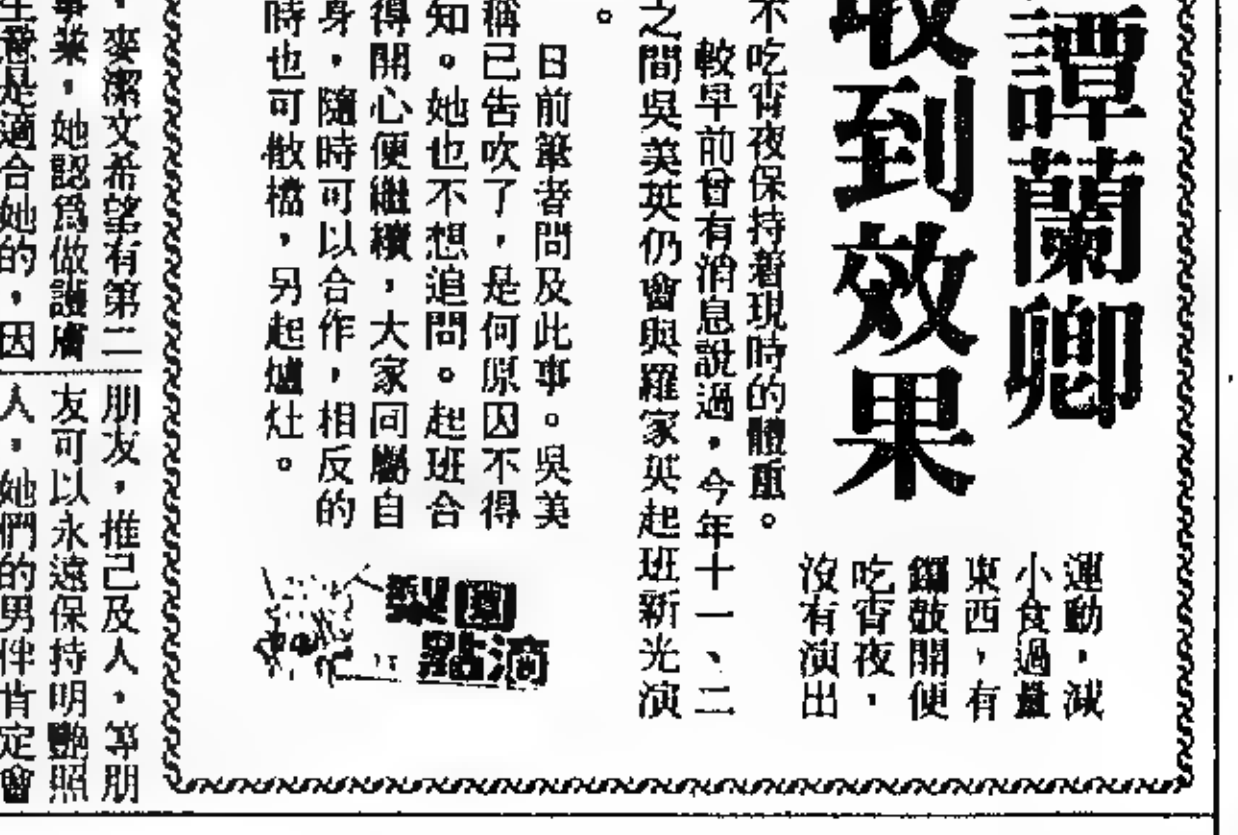 譚蘭卿
收到效果
運動，減
小食過量
東西，有
鑼鼓開便
吃宵夜，
沒有演出
不吃宵夜保持着現時的體重。
較早前曾有消息說過，今年十一、二
之間吳美英仍會與羅家英起班新光演
。
日前筆者問及此事。吳美
稱已告吹了，是何原因不得
知。她也不想追問。起班合
得開心便繼續，大家同屬自
身，隨時可以合作，相反的
時也可散檔，另起爐灶。
梨園
點滴
，麥潔文希望有第二
事業，她認爲做護膚
生意是適合她的，因
朋友，推己及人，等朋
友可以永遠保持明艷照
人，她們的男伴肯定會